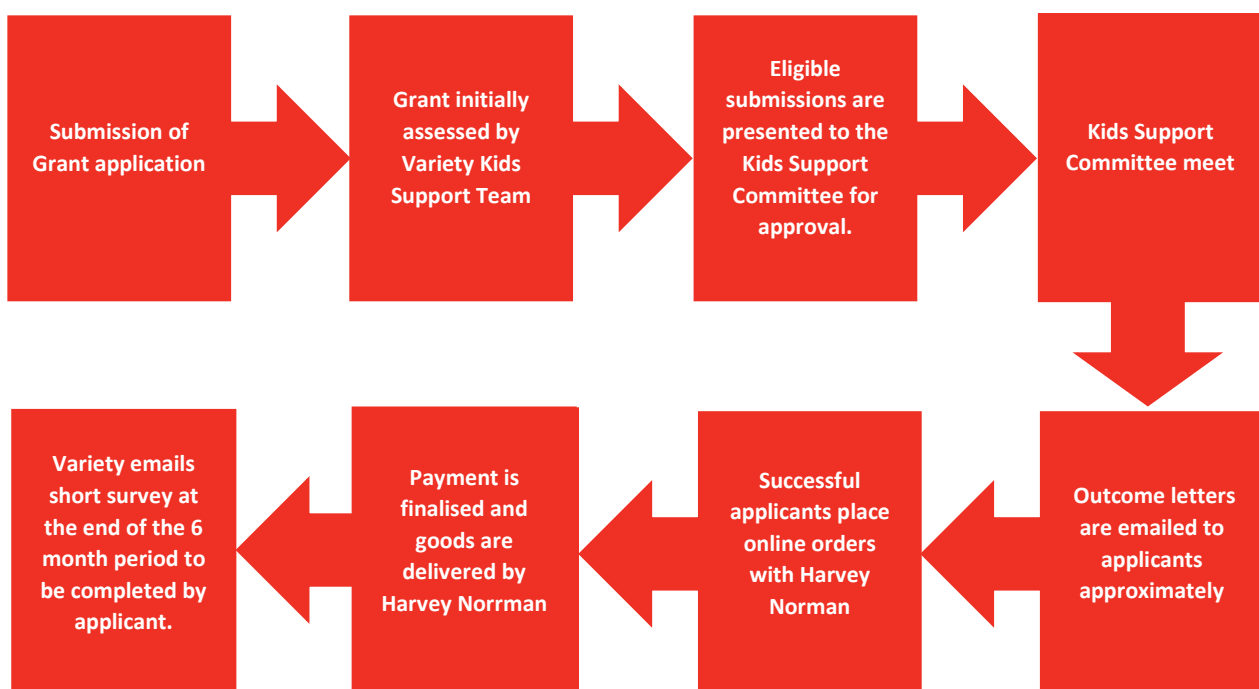 Submission of
Grant application
Grant initially
assessed by
Variety Kids
Support Team
Eligible
submissions are
presented to the
Kids Support
Committee for
approval.
Kids Support
Committee meet
Outcome letters
are emailed to
applicants
approximately
Successful
applicants place
online orders
with Harvey
Norman
Payment is
finalised and
goods are
delivered by
Harvey Norrman
Variety emails
short survey at
the end of the 6
month period to
be completed by
applicant.